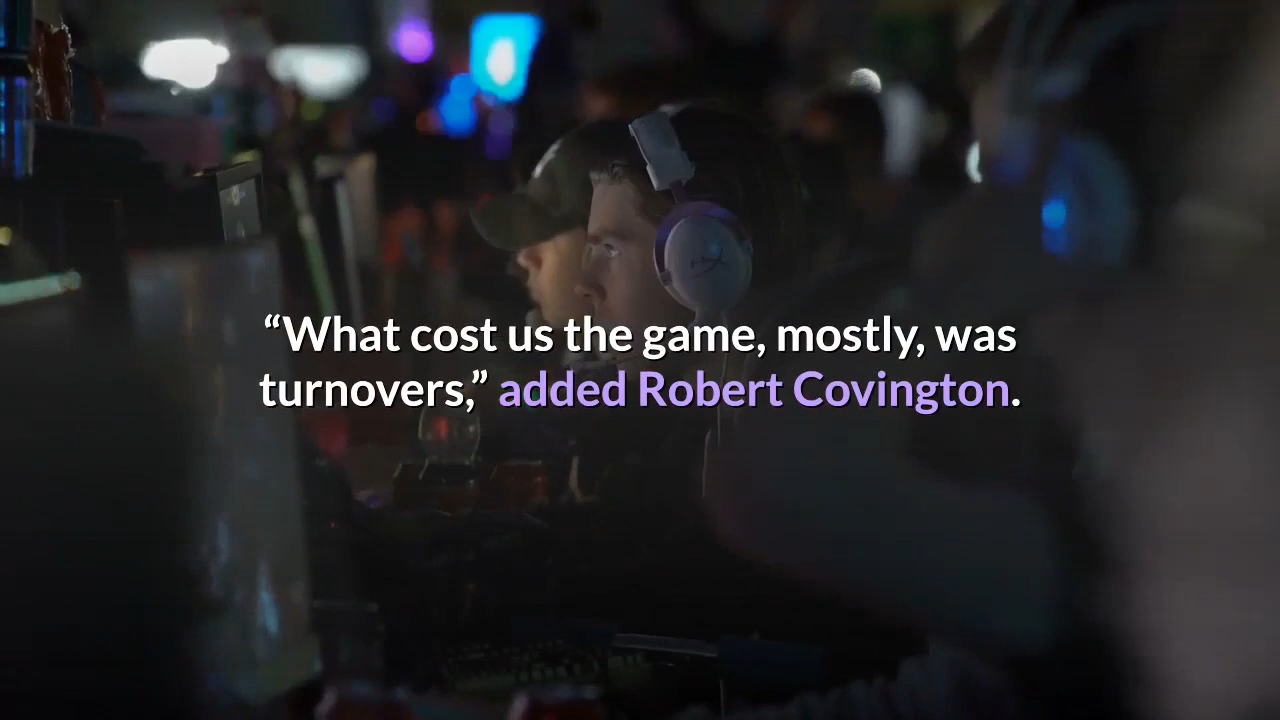 “What cost us the game, mostly, was
turnovers,” added Robert Covington.